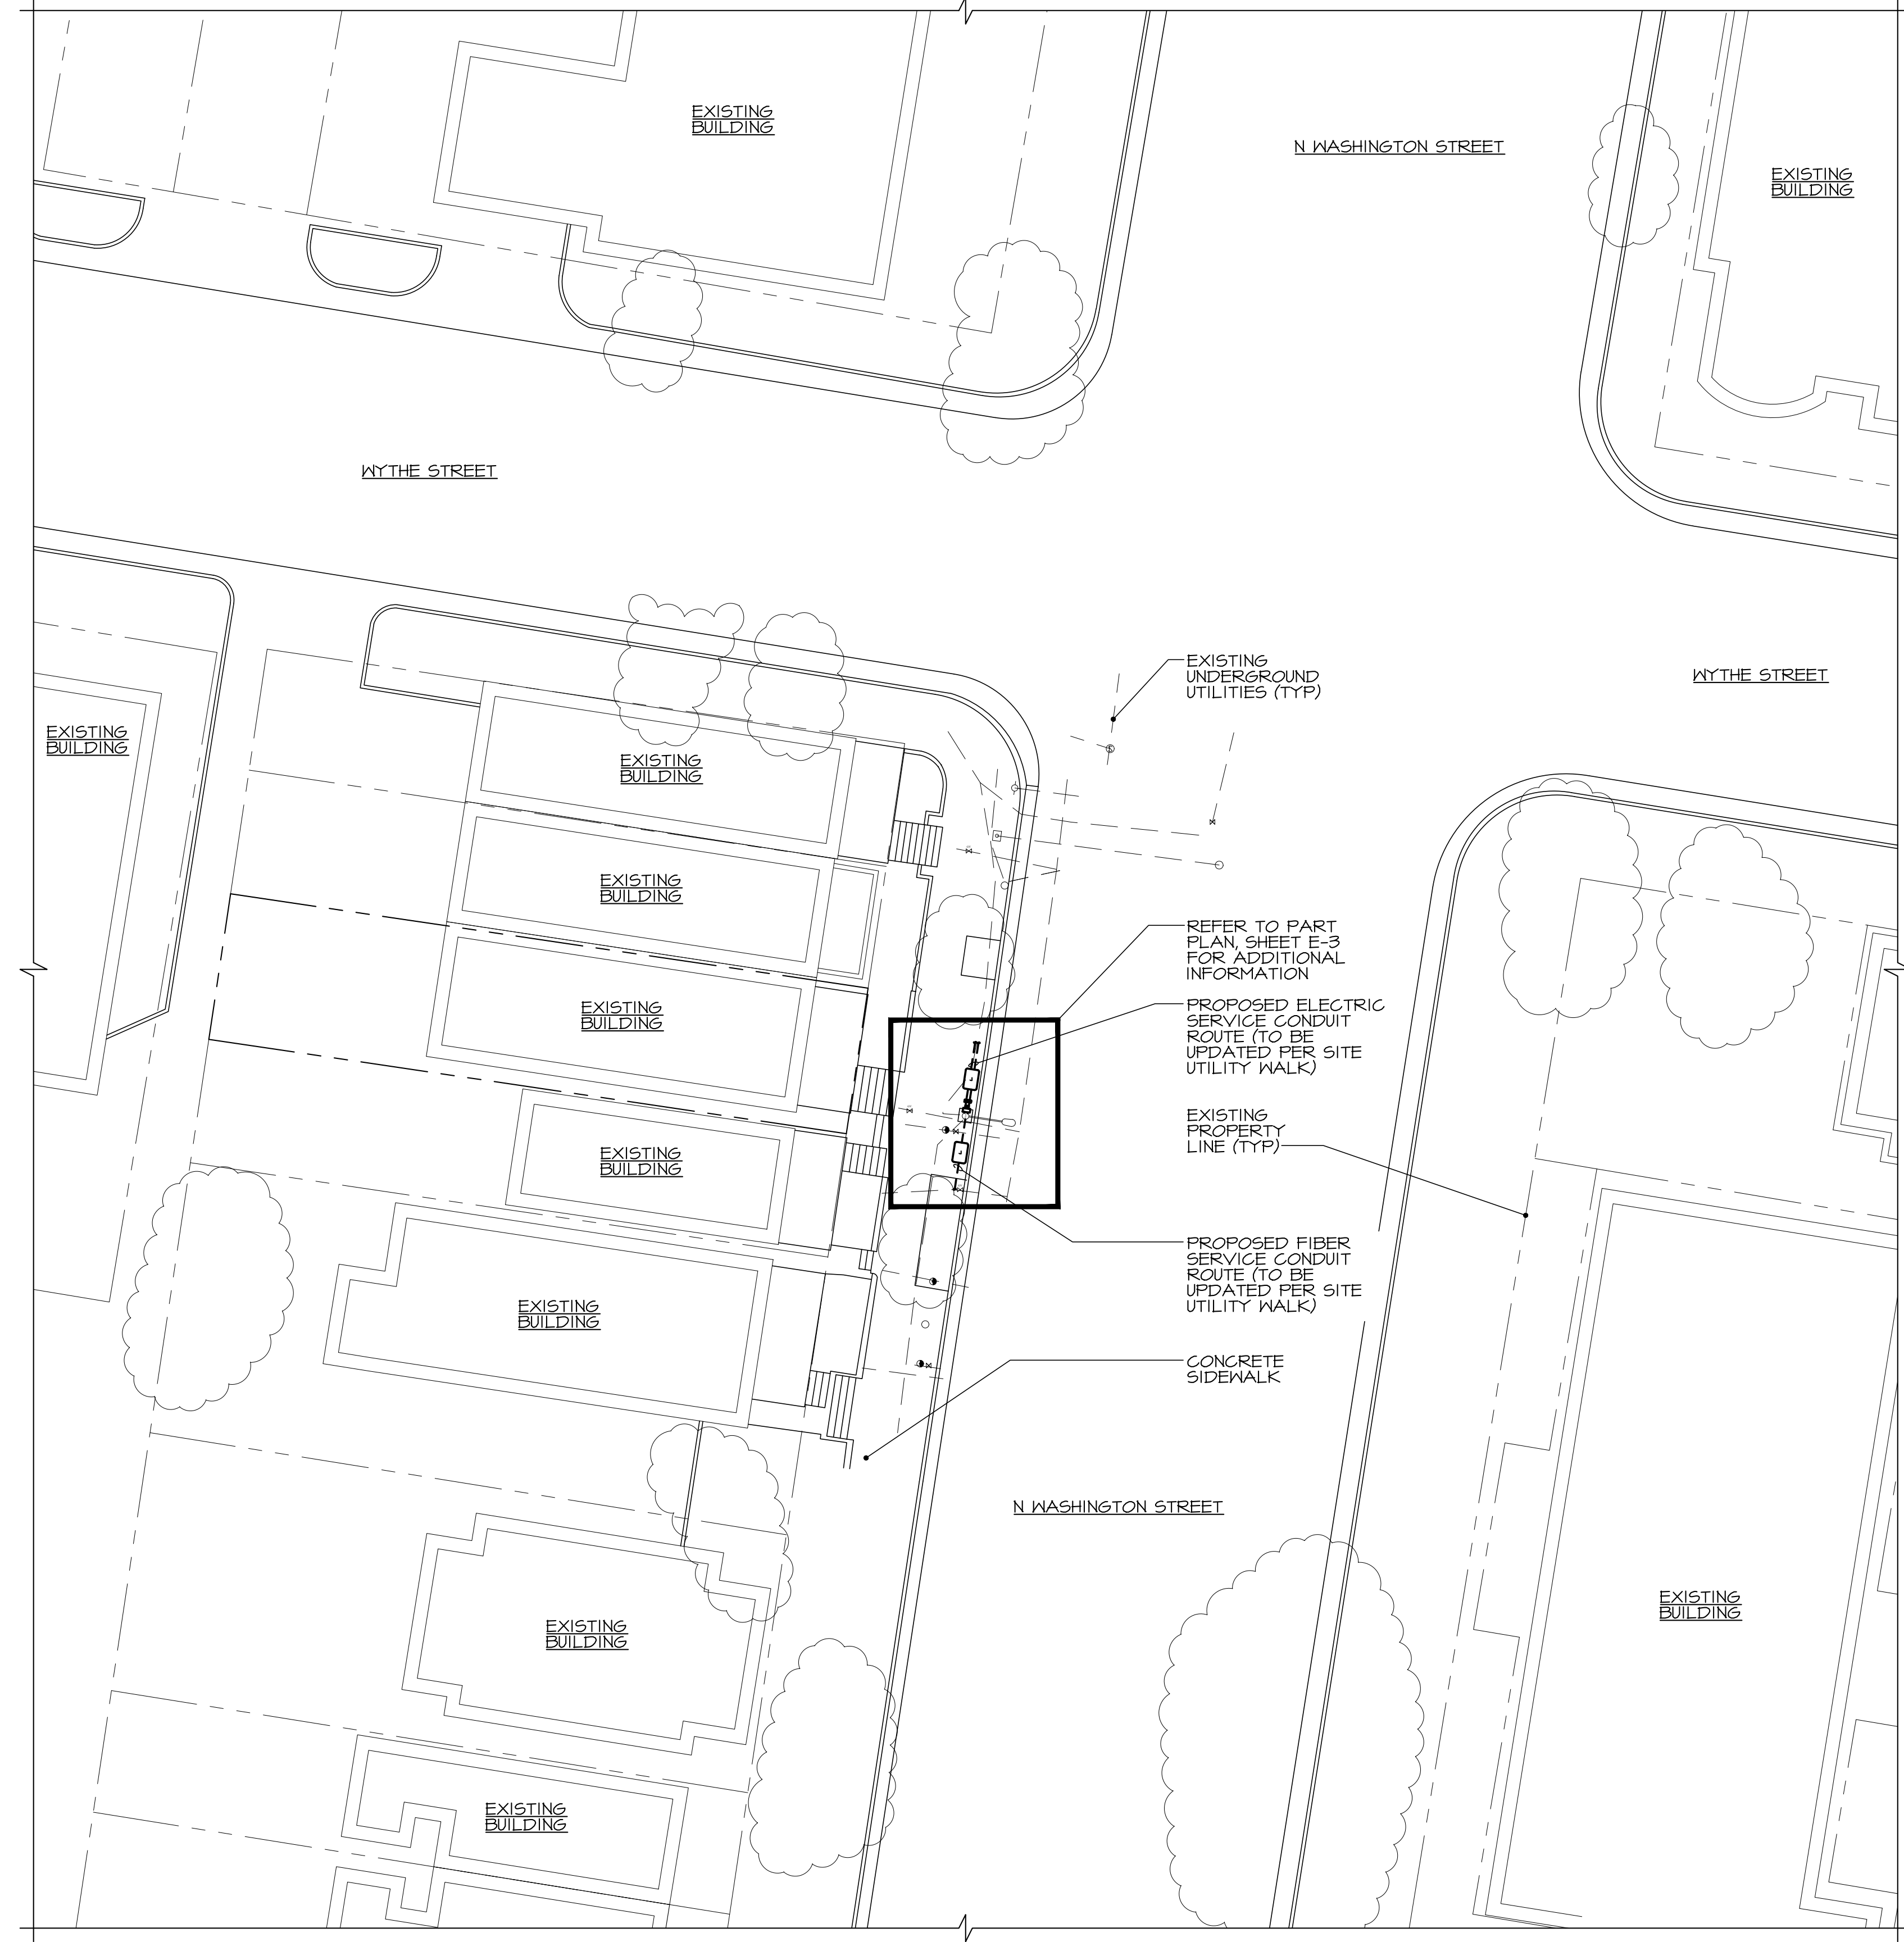 EXISTING
BUILDING
N WASHINGTON STREET
EXISTING
BUILDING
WYTHE STREET
EXISTING
UNDERGROUND
UTILITIES (TYP)
WYTHE STREET
EXISTING
BUILDING
EXISTING
BUILDING
EXISTING
BUILDING
REFER TO PART
PLAN, SHEET E-3
FOR ADDITIONAL
INFORMATION
EXISTING
BUILDING
PROPOSED ELECTRIC
SERVICE CONDUIT
ROUTE (TO BE
UPDATED PER SITE
UTILITY WALK)
EXISTING
PROPERTY
LINE (TYP)
EXISTING
BUILDING
PROPOSED FIBER
SERVICE CONDUIT
ROUTE (TO BE
UPDATED PER SITE
UTILITY WALK)
EXISTING
BUILDING
CONCRETE
SIDEWALK
N WASHINGTON STREET
EXISTING
BUILDING
EXISTING
BUILDING
EXISTING
BUILDING